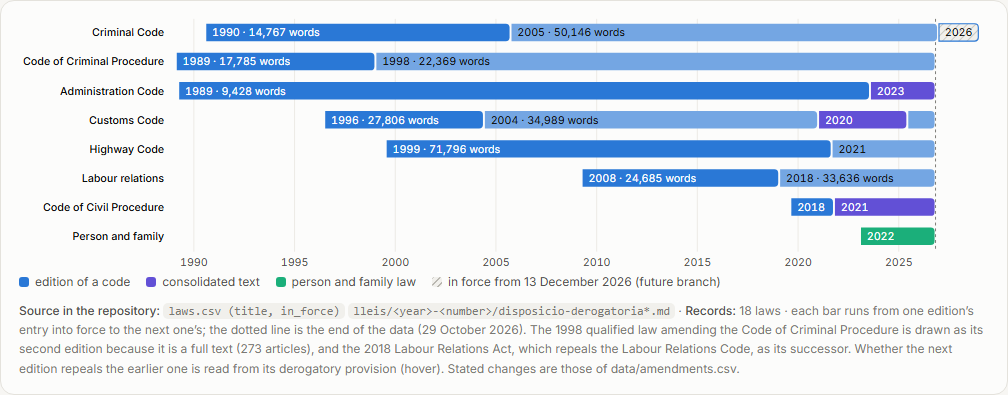 Criminal Code 1990 · 14,767 words 2005 · 50,146 words 2026
Code of Criminal Procedure 1989 · 17,785 words 1998 · 22,369 words
Administration Code 1989 · 9,428 words 2023
Customs Code 1996 · 27,806 words 2004 · 34,989 words 2020
Highway Code 1999 · 71,796 words 2021
Labour relations 2008 · 24,685 words 2018 · 33,636 words
Code of Civil Procedure 2018 2021
Person and family 2022
1990 1995 2000 2005 2010 2015 2020 2025
edition of a code consolidated text person and family law in force from 13 December 2026 (future branch)
Source in the repository: laws.csv (title, in_force) lleis/<year>-<number>/disposicio-derogatoria*.md · Records: 18 laws · each bar runs from one edition's
entry into force to the next one's; the dotted line is the end of the data (29 October 2026). The 1998 qualified law amending the Code of Criminal Procedure is drawn as its
second edition because it is a full text (273 articles), and the 2018 Labour Relations Act, which repeals the Labour Relations Code, as its successor. Whether the next
edition repeals the earlier one is read from its derogatory provision (hover). Stated changes are those of data/amendments.csv.